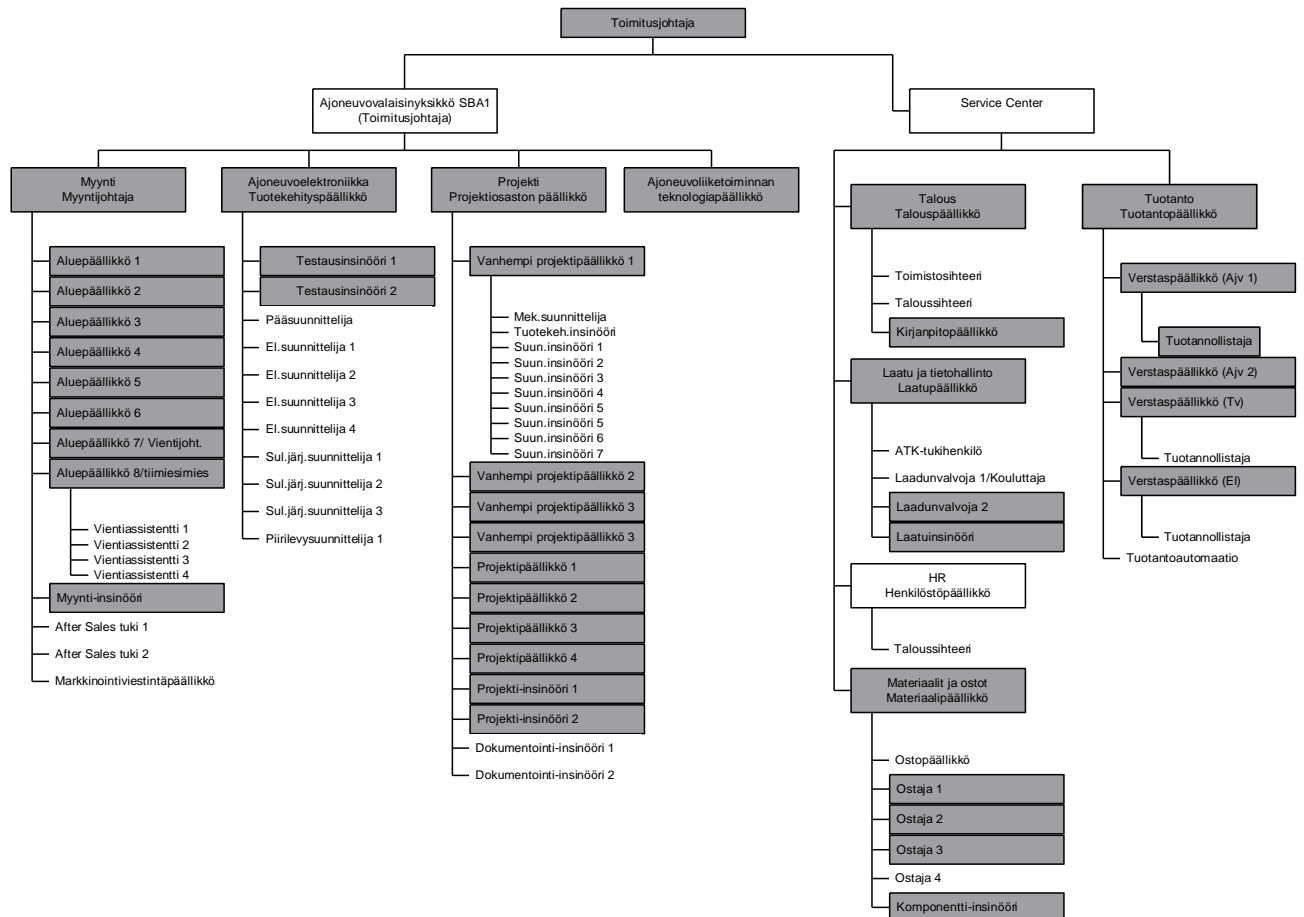 Toimitusjohtaja
Ajoneuvovalaisinyksikkö SBA1
(Toimitusjohtaja)
Service Center
Myynti
Myyntijohtaja
Ajoneuvoelektroniikka
Tuotekehityspäällikkö
Projekti
Projektiosaston päällikkö
Ajoneuvoliiketoiminnan
teknologiapäällikkö
Aluepäällikkö 1
Aluepäällikkö 2
Aluepäällikkö 3
Aluepäällikkö 4
Aluepäällikkö 5
Aluepäällikkö 6
Aluepäällikkö 7/ Vientijoht.
Aluepäällikkö 8/tiimiesimies
Vientiassistentti 1
Vientiassistentti 2
Vientiassistentti 3
Vientiassistentti 4
Myynti-insinööri
After Sales tuki 1
After Sales tuki 2
Markkinointiviestintäpäällikkö
Testausinsinööri 1
Testausinsinööri 2
Pääsuunnittelija
El.suunnittelija 1
El.suunnittelija 2
El.suunnittelija 3
El.suunnittelija 4
Sul.järj.suunnittelija 1
Sul.järj.suunnittelija 2
Sul.järj.suunnittelija 3
Piirilevysuunnittelija 1
Vanhempi projektipäällikkö 1
Mek.suunnittelija
Tuotekeh.insinööri
Suun.insinööri 1
Suun.insinööri 2
Suun.insinööri 3
Suun.insinööri 4
Suun.insinööri 5
Suun.insinööri 5
Suun.insinööri 6
Suun.insinööri 7
Vanhempi projektipäällikkö 2
Vanhempi projektipäällikkö 3
Vanhempi projektipäällikkö 3
Projektipäällikkö 1
Projektipäällikkö 2
Projektipäällikkö 3
Projektipäällikkö 4
Projekti-insinööri 1
Projekti-insinööri 2
Dokumentointi-insinööri 1
Dokumentointi-insinööri 2
Talous
Talouspäällikkö
Toimistosihteeri
Taloussihteeri
Kirjanpitopäällikkö
Laatu ja tietohallinto
Laatupäällikkö
ATK-tukihenkilö
Laadunvalvoja 1/Kouluttaja
Laadunvalvoja 2
Laatuinsinööri
HR
Henkilöstöpäällikkö
Taloussihteeri
Materiaalit ja ostot
Materiaalipäällikkö
Ostopäällikkö
Ostaja 1
Ostaja 2
Ostaja 3
Ostaja 4
Komponentti-insinööri
Tuotanto
Tuotantopäällikkö
Verstaspäällikkö (Ajv 1)
Tuotannollistaja
Verstaspäällikkö (Ajv 2)
Verstaspäällikkö (Tv)
Tuotannollistaja
Verstaspäällikkö (El)
Tuotannollistaja
Tuotantoautomaatio